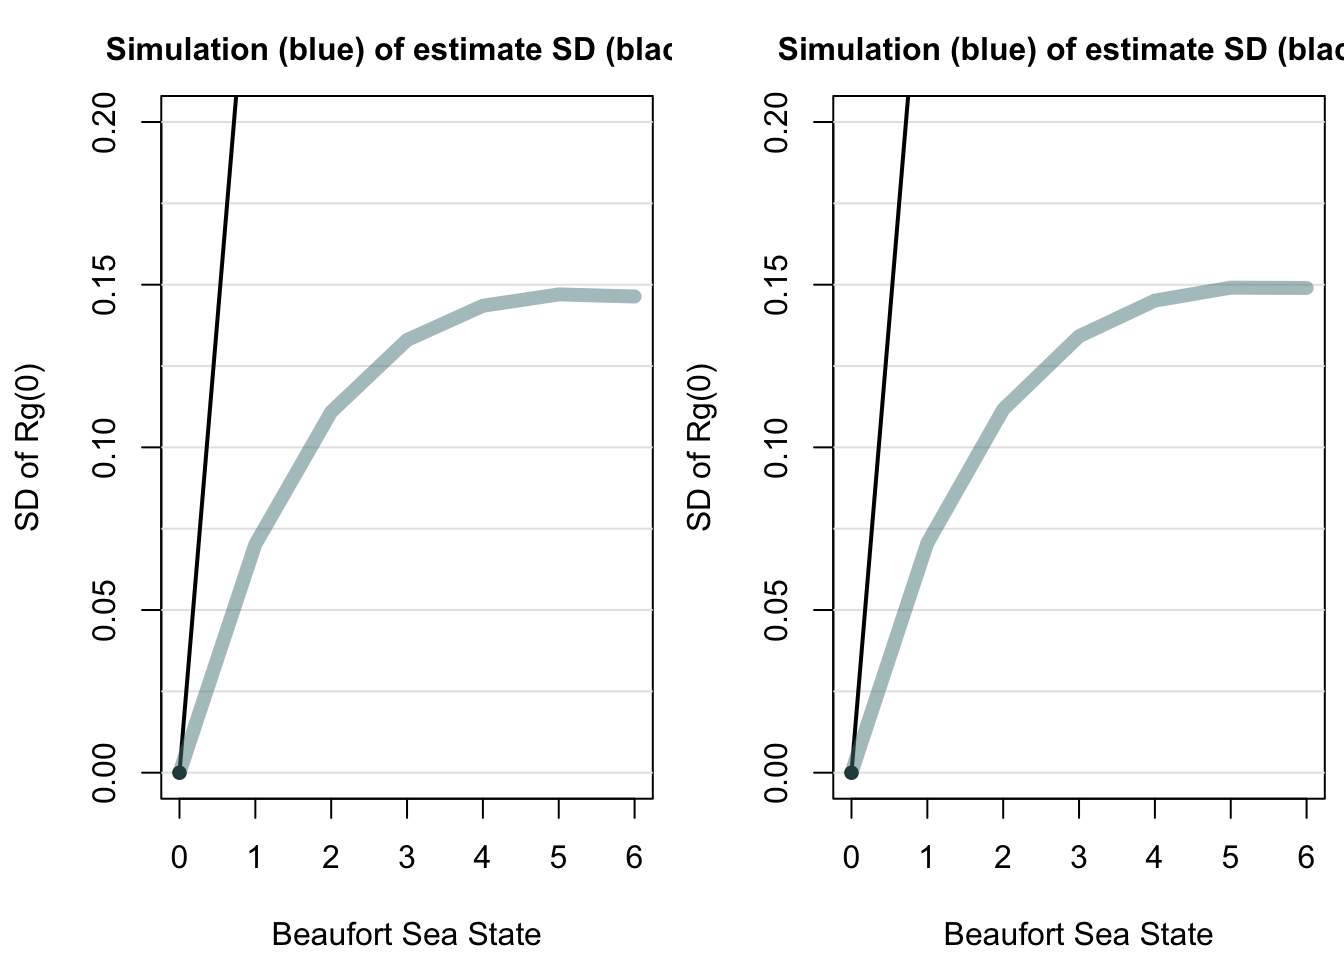 Simulation (blue) of estimate SD (blac
SD of Rg(0)
0.20
0.15
0.10
0.05
0.00
0 1 2 3 4 5 6
Beaufort Sea State
Simulation (blue) of estimate SD (blac
SD of Rg(0)
0.20
0.15
0.10
0.05
0.00
0 1 2 3 4 5 6
Beaufort Sea State